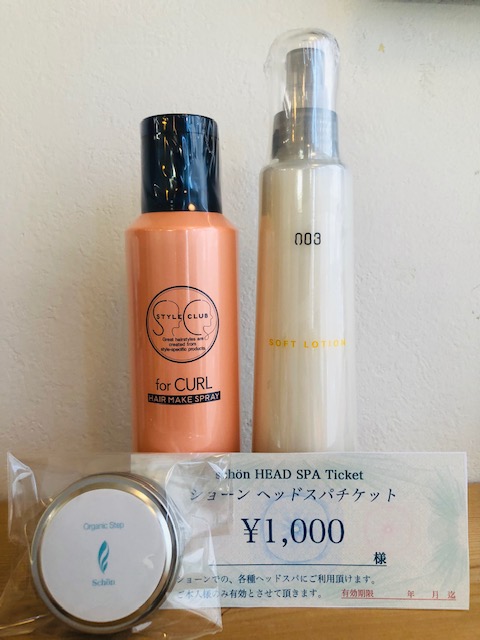 003
SOFT LOTION
STYLE CLUB
Great hairstyles are
created from
style-specific products.
for CURL
HAIR MAKE SPRAY
schön HEAD SPA Ticket
ショーン ヘッドスパチケット
¥1,000
様
ショーンでの、各種ヘッドスパにご利用頂けます。
ご本人様のみ有効とさせて頂きます。 有効期限 年 月 迄
Organic Step
Schön